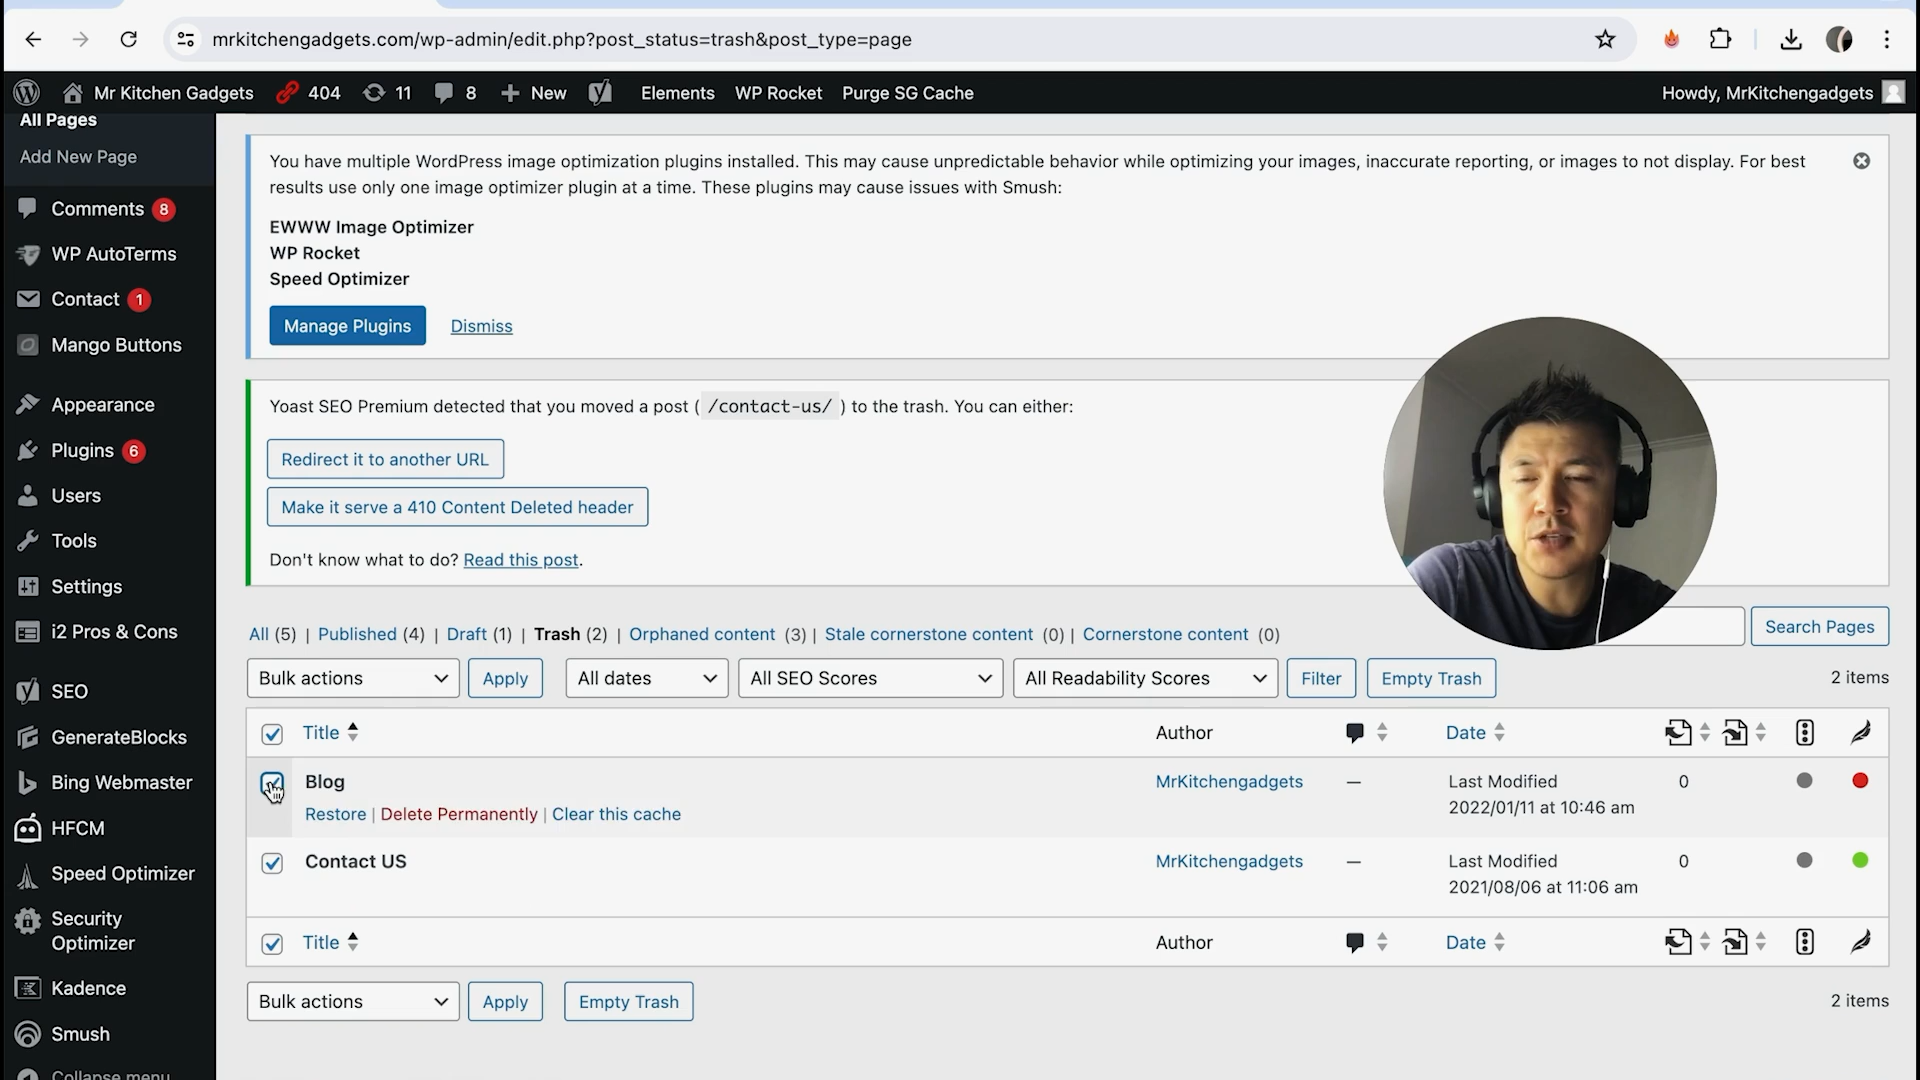 mrkitchengadgets.com/wp-admin/edit.php?post_status=trash&post_type=page
Mr Kitchen Gadgets 404 11 8 New Elements WP Rocket Purge SG Cache Howdy, MrKitchengadgets
All Pages
Add New Page
Comments 8
WP AutoTerms
Contact 1
Mango Buttons
Appearance
Plugins 6
Users
Tools
Settings
i2 Pros & Cons
SEO
GenerateBlocks
Bing Webmaster
HFCM
Speed Optimizer
Security
Optimizer
Kadence
Smush
Collapse menu
You have multiple WordPress image optimization plugins installed. This may cause unpredictable behavior while optimizing your images, inaccurate reporting, or images to not display. For best
results use only one image optimizer plugin at a time. These plugins may cause issues with Smush:
EWWW Image Optimizer
WP Rocket
Speed Optimizer
Manage Plugins Dismiss
Yoast SEO Premium detected that you moved a post ( /contact-us/ ) to the trash. You can either:
Redirect it to another URL
Make it serve a 410 Content Deleted header
Don't know what to do? Read this post.
All (5) | Published (4) | Draft (1) | Trash (2) | Orphaned content (3) | Stale cornerstone content (0) | Cornerstone content (0)
Search Pages
Bulk actions Apply All dates All SEO Scores All Readability Scores Filter Empty Trash 2 items
Title Author Date
Blog MrKitchengadgets — Last Modified 0
2022/01/11 at 10:46 am
Restore | Delete Permanently | Clear this cache
Contact US MrKitchengadgets — Last Modified 0
2021/08/06 at 11:06 am
Title Author Date
Bulk actions Apply Empty Trash 2 items